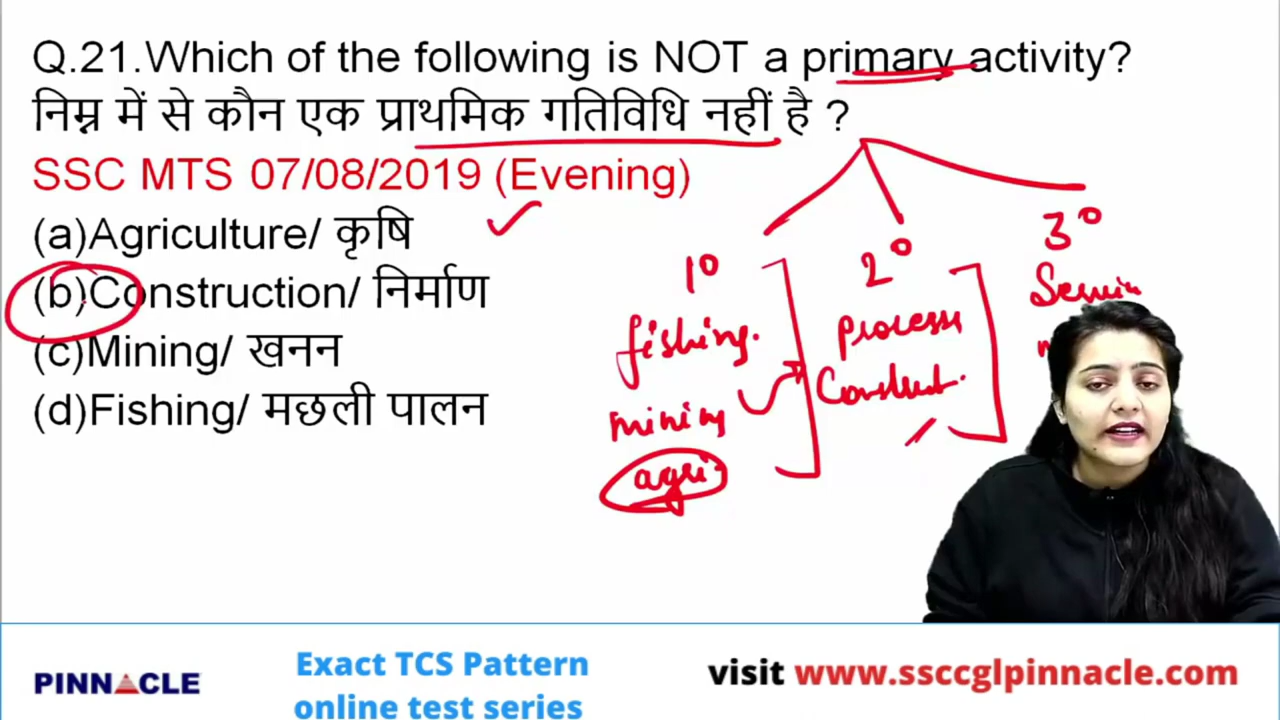 Q.21.Which of the following is NOT a primary activity?
निम्न में से कौन एक प्राथमिक गतिविधि नहीं है ?
SSC MTS 07/08/2019 (Evening)
(a)Agriculture/ कृषि
(b)Construction/ निर्माण
(c)Mining/ खनन
(d)Fishing/ मछली पालन
1°
fishing.
mining
agri.
2°
Process
Construct.
3°
PINNACLE
Exact TCS Pattern
online test series
visit www.ssccglpinnacle.com